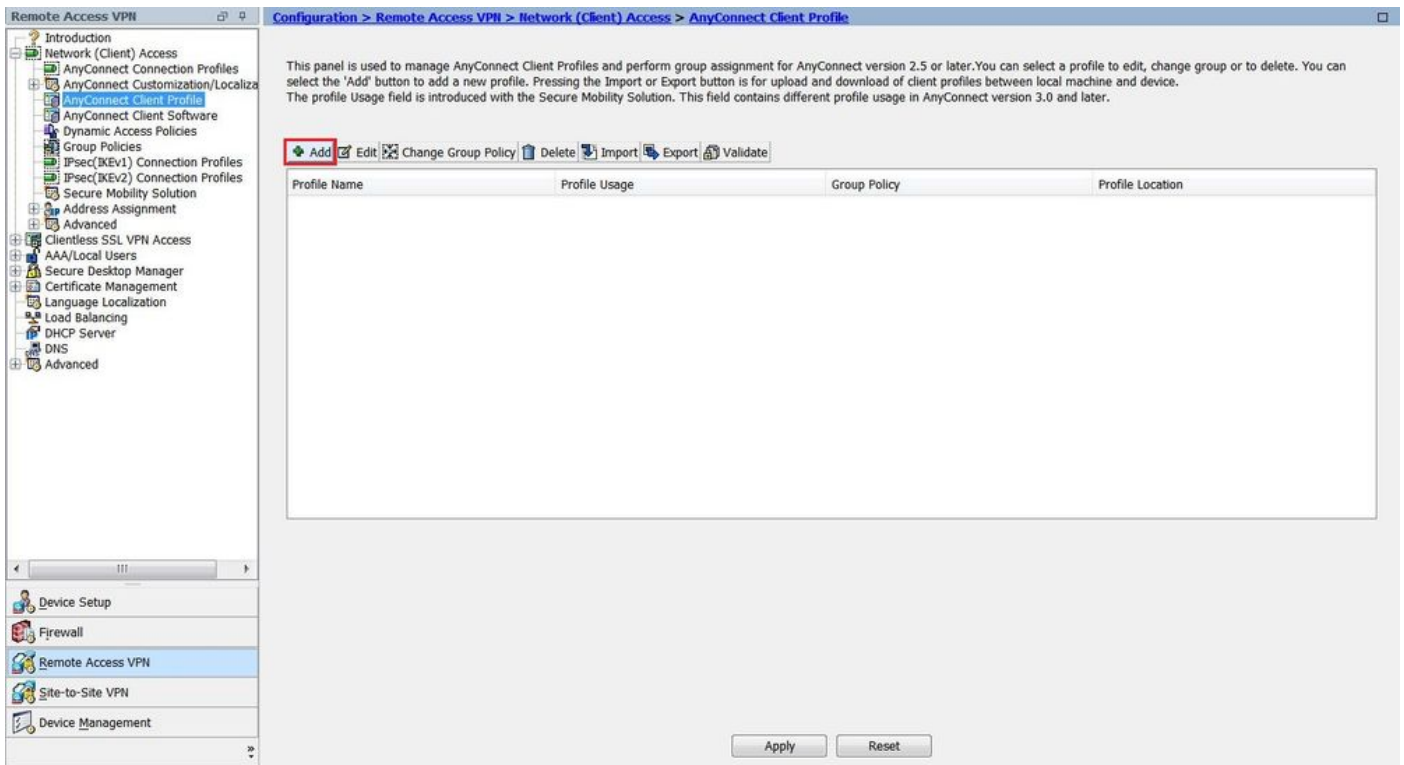 Remote Access VPN
Configuration > Remote Access VPN > Network (Client) Access > AnyConnect Client Profile
Introduction
Network (Client) Access
AnyConnect Connection Profiles
AnyConnect Customization/Localiza
AnyConnect Client Profile
AnyConnect Client Software
Dynamic Access Policies
Group Policies
IPsec(IKEv1) Connection Profiles
IPsec(IKEv2) Connection Profiles
Secure Mobility Solution
Address Assignment
Advanced
Clientless SSL VPN Access
AAA/Local Users
Secure Desktop Manager
Certificate Management
Language Localization
Load Balancing
DHCP Server
DNS
Advanced
Device Setup
Firewall
Remote Access VPN
Site-to-Site VPN
Device Management
This panel is used to manage AnyConnect Client Profiles and perform group assignment for AnyConnect version 2.5 or later.You can select a profile to edit, change group or to delete. You can
select the 'Add' button to add a new profile. Pressing the Import or Export button is for upload and download of client profiles between local machine and device.
The profile Usage field is introduced with the Secure Mobility Solution. This field contains different profile usage in AnyConnect version 3.0 and later.
Add Edit Change Group Policy Delete Import Export Validate
Profile Name Profile Usage Group Policy Profile Location
Apply Reset